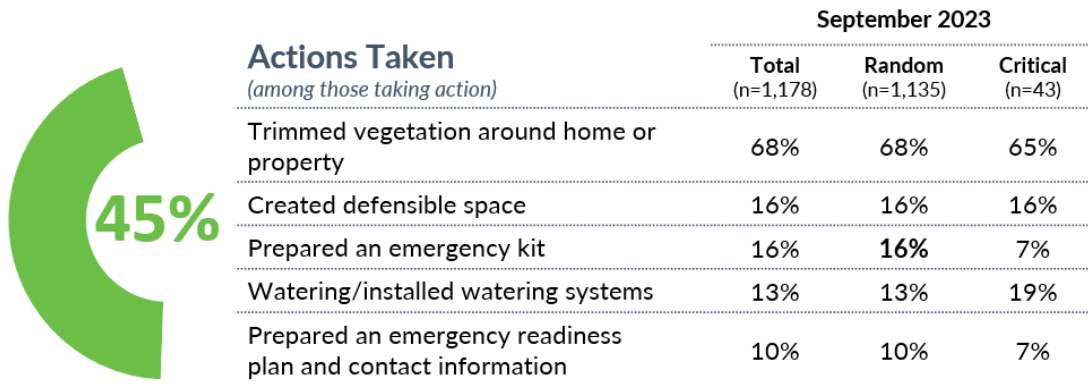 September 2023
Actions Taken
(among those taking action)
Total Random Critical
(n=1,178) (n=1,135) (n=43)
45%
Trimmed vegetation around home or
property
68% 68% 65%
Created defensible space 16% 16% 16%
Prepared an emergency kit 16% 16% 7%
Watering/installed watering systems 13% 13% 19%
Prepared an emergency readiness
plan and contact information
10% 10% 7%